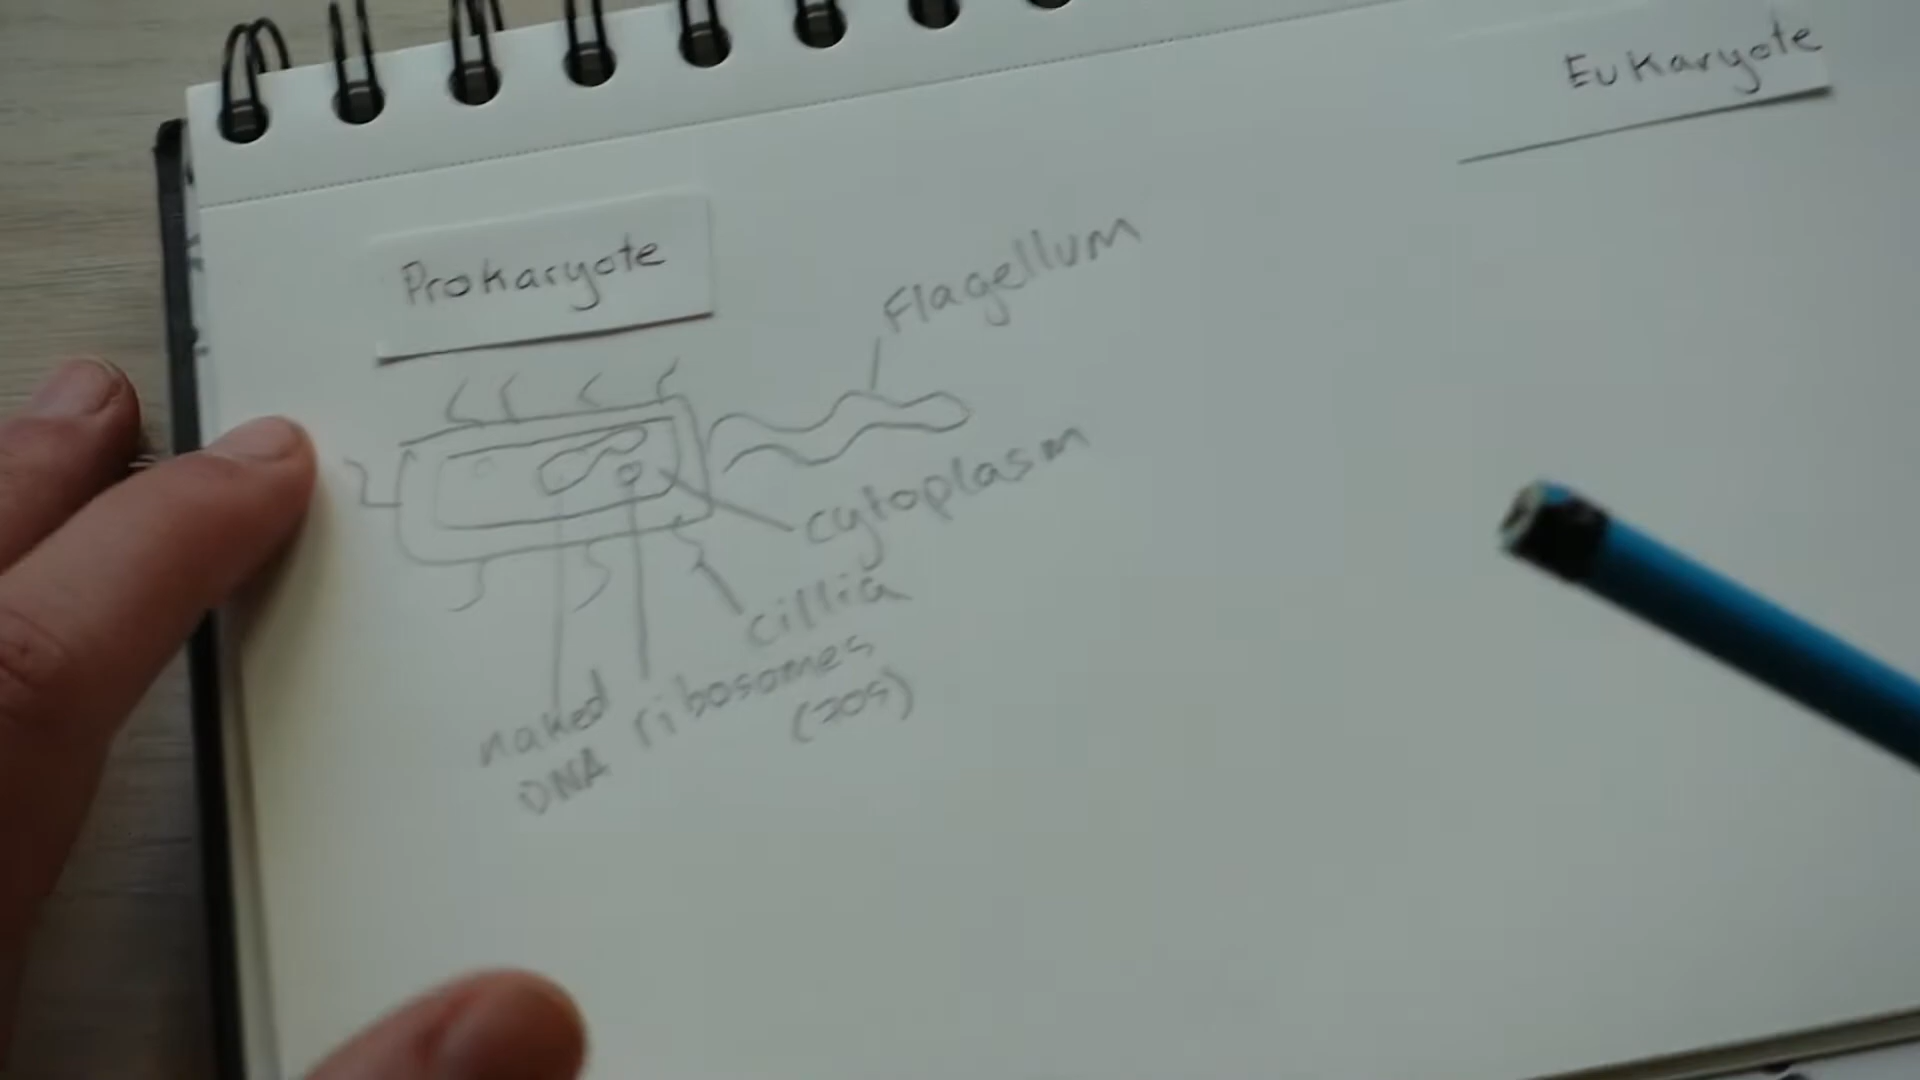 Eukaryote
Prokaryote
Flagellum
cytoplasm
cillia
ribosomes
(70s)
naked
DNA